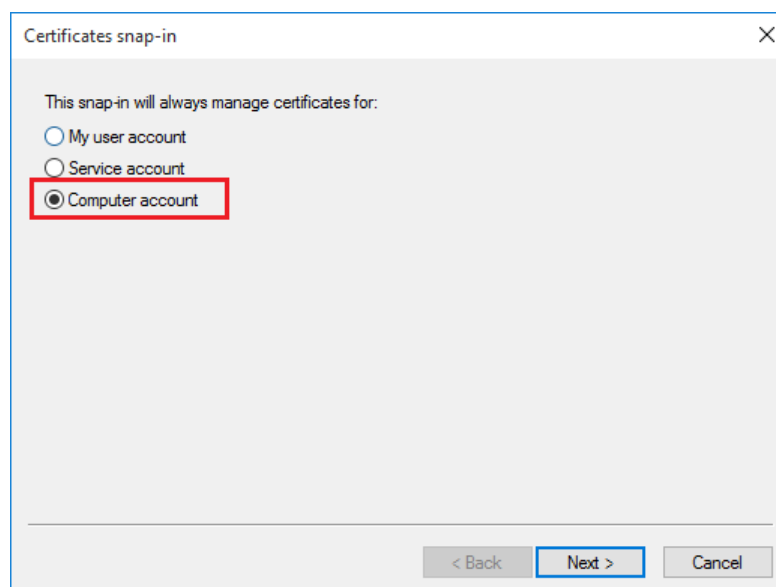 Certificates snap-in
This snap-in will always manage certificates for:
My user account
Service account
Computer account
< Back Next > Cancel